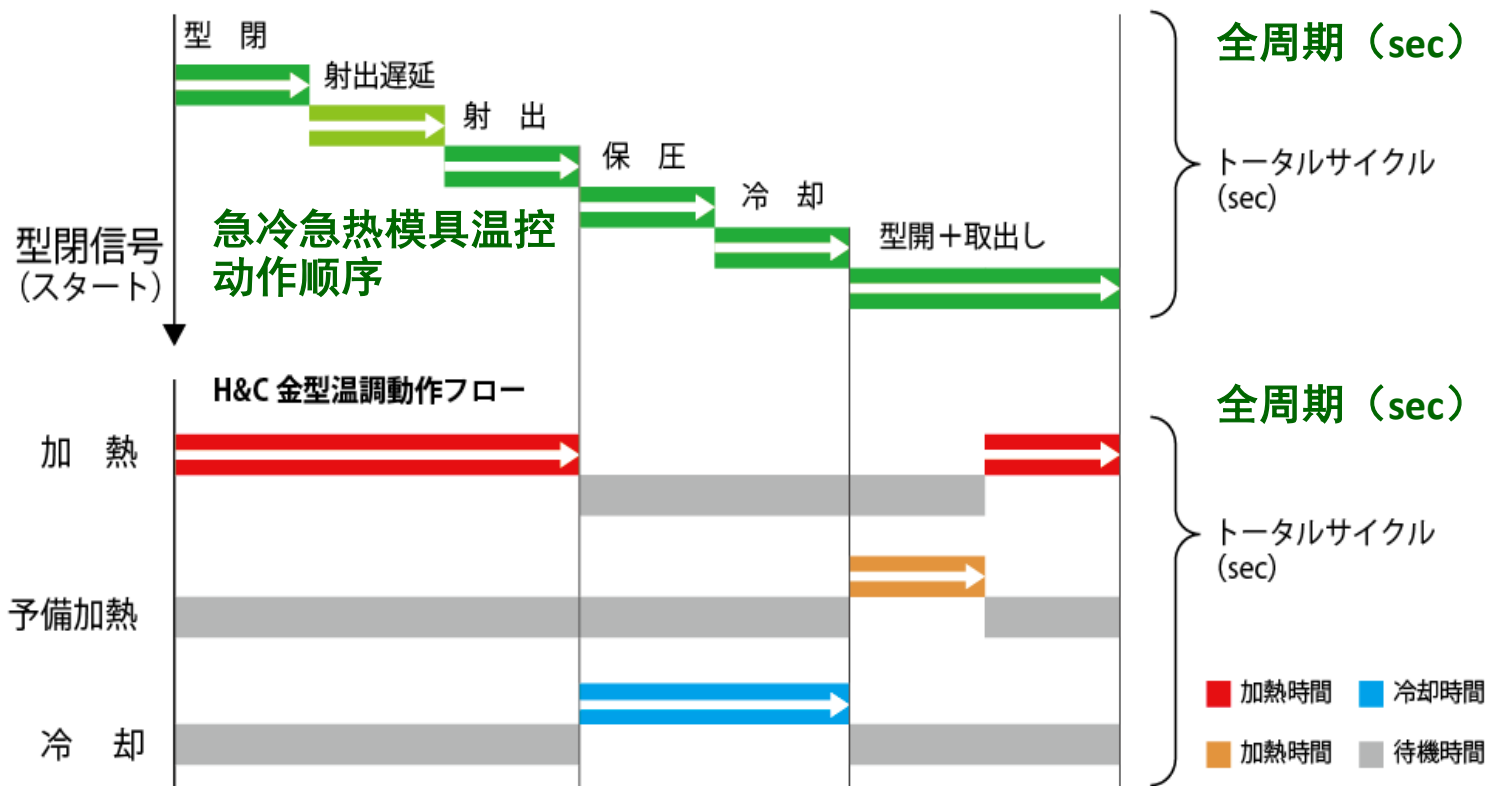 型　閉
射出遅延
射　出
保　圧
冷　却
型開＋取出し
全周期（sec）
トータルサイクル
(sec)
型閉信号
（スタート）
急冷急热模具温控
动作顺序
H&C 金型温調動作フロー
加　熱
予備加熱
冷　却
全周期（sec）
トータルサイクル
(sec)
加熱時間
冷却時間
加熱時間
待機時間